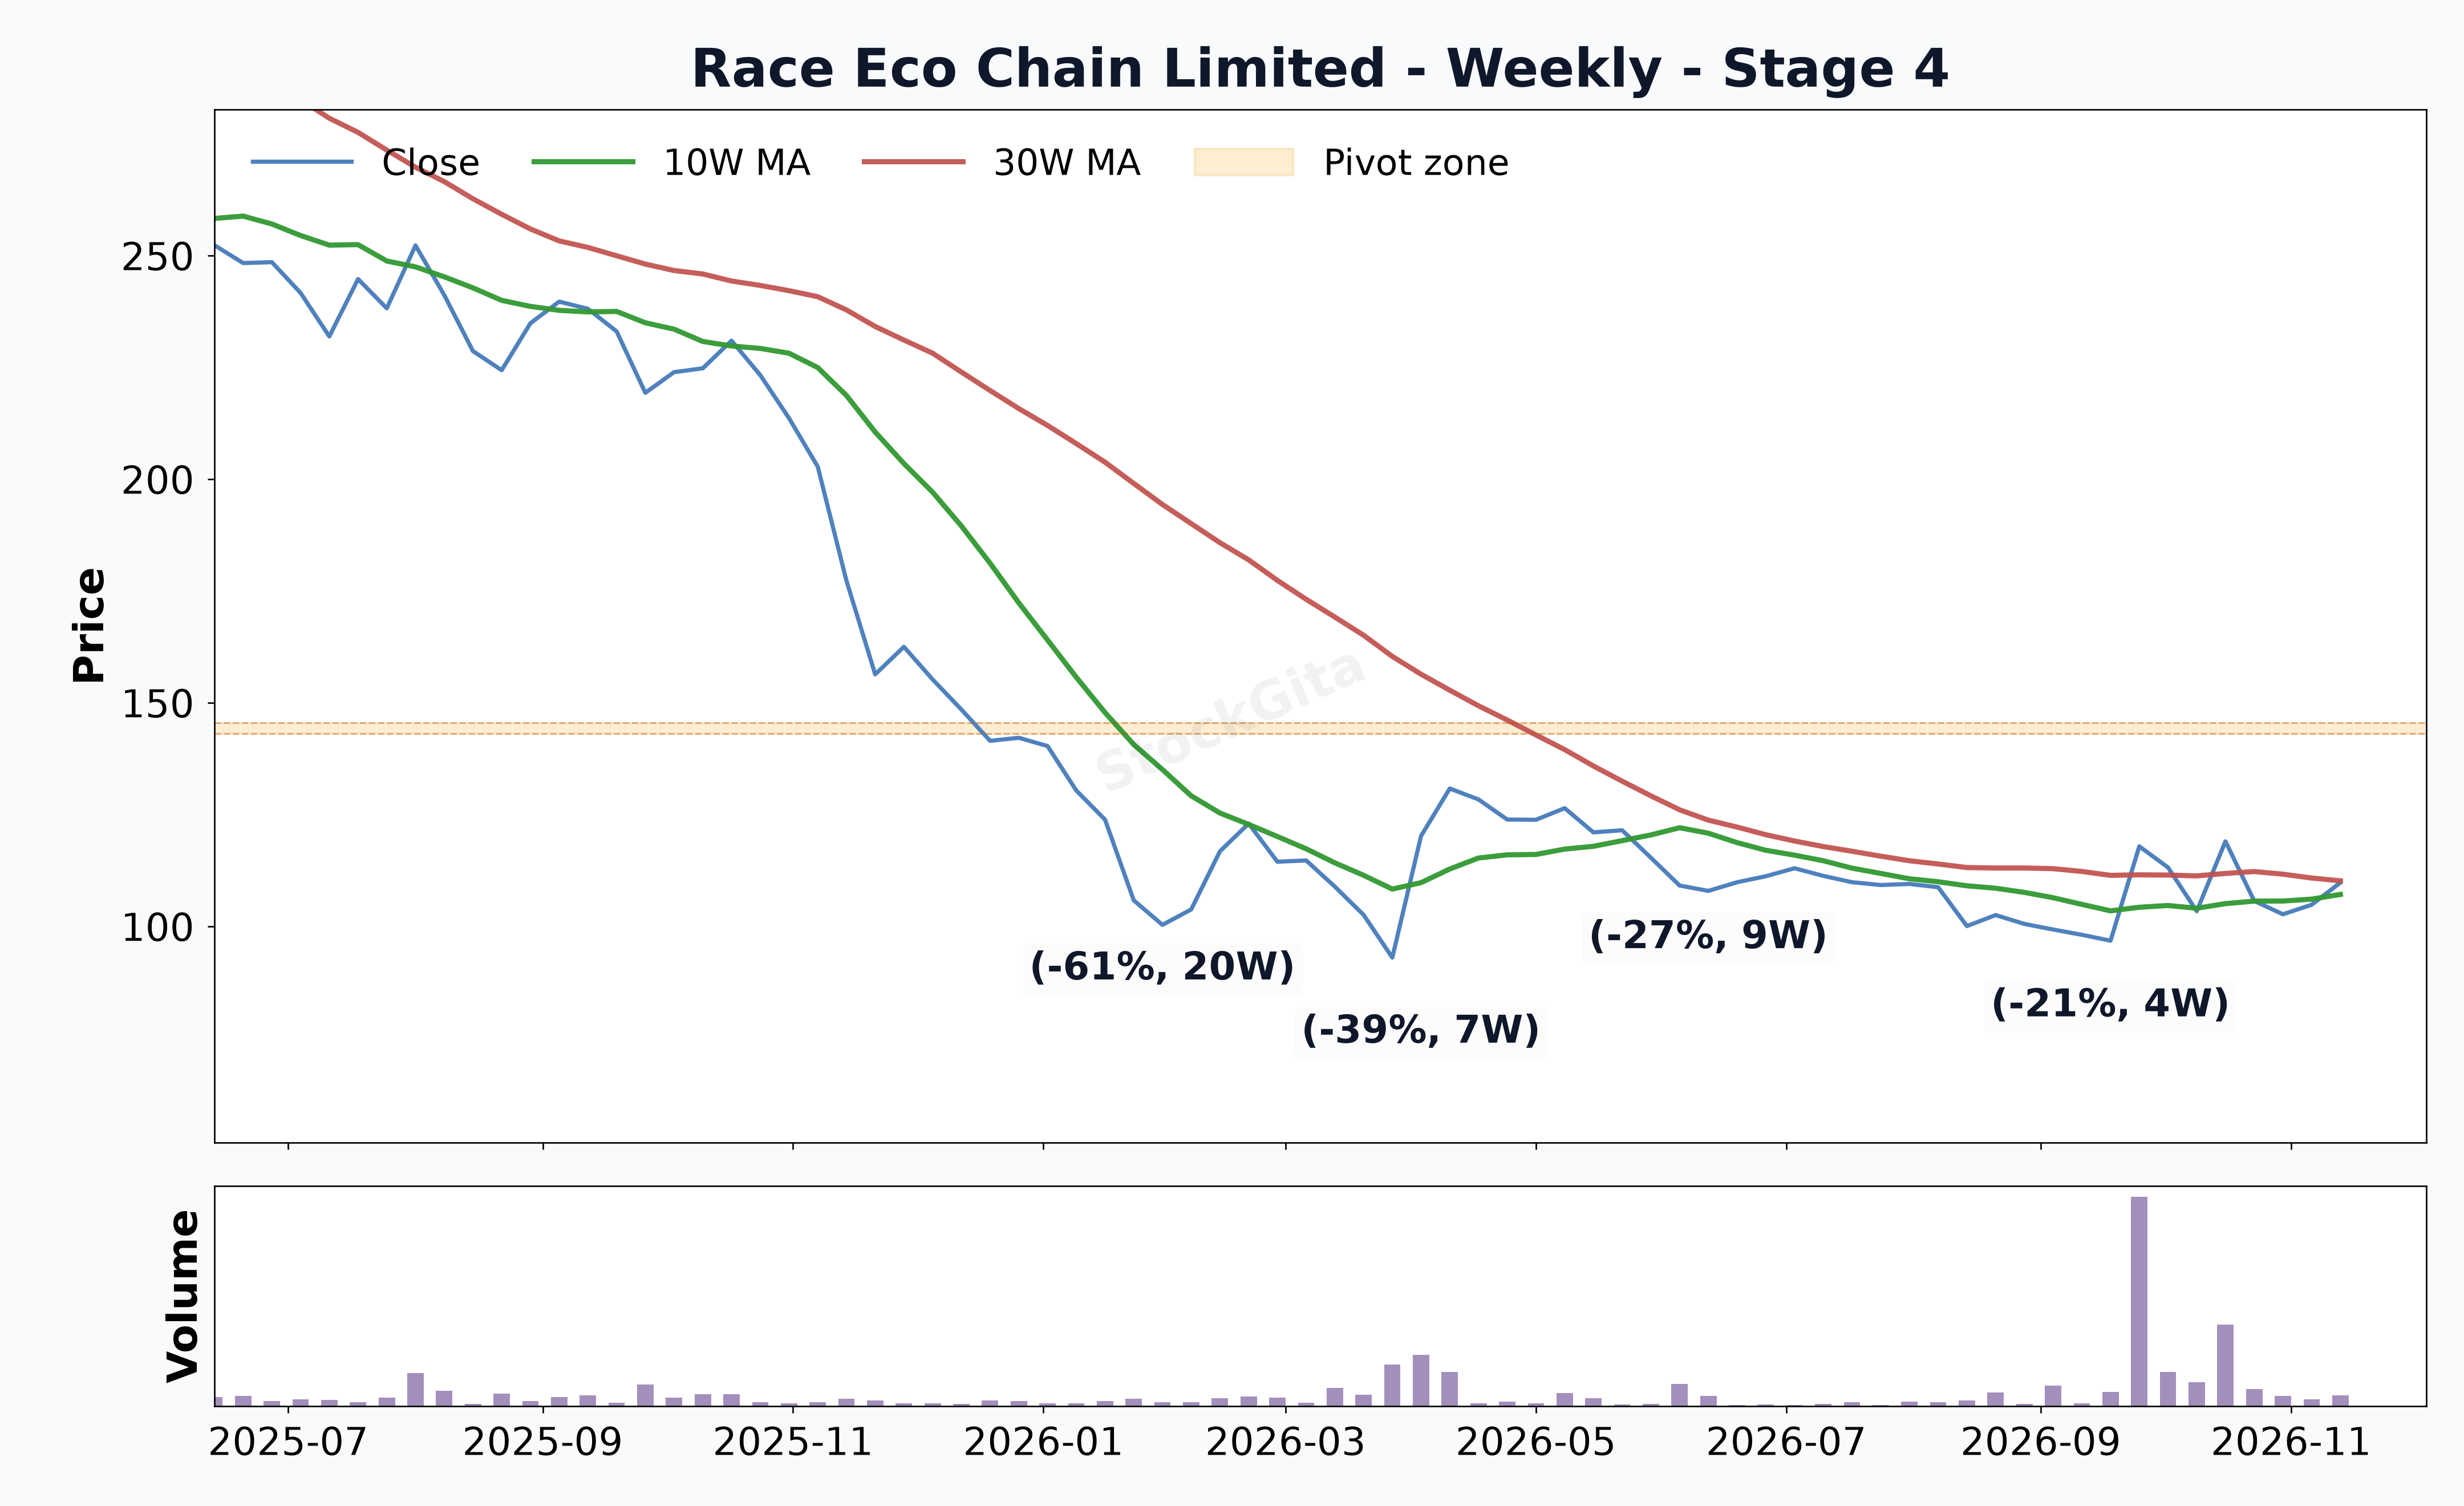 Race Eco Chain Limited - Weekly - Stage 4
Close 10W MA 30W MA Pivot zone
250
200
150
100
Price
StockGita
(-61%, 20W)
(-39%, 7W)
(-27%, 9W)
(-21%, 4W)
Volume
2025-07 2025-09 2025-11 2026-01 2026-03 2026-05 2026-07 2026-09 2026-11